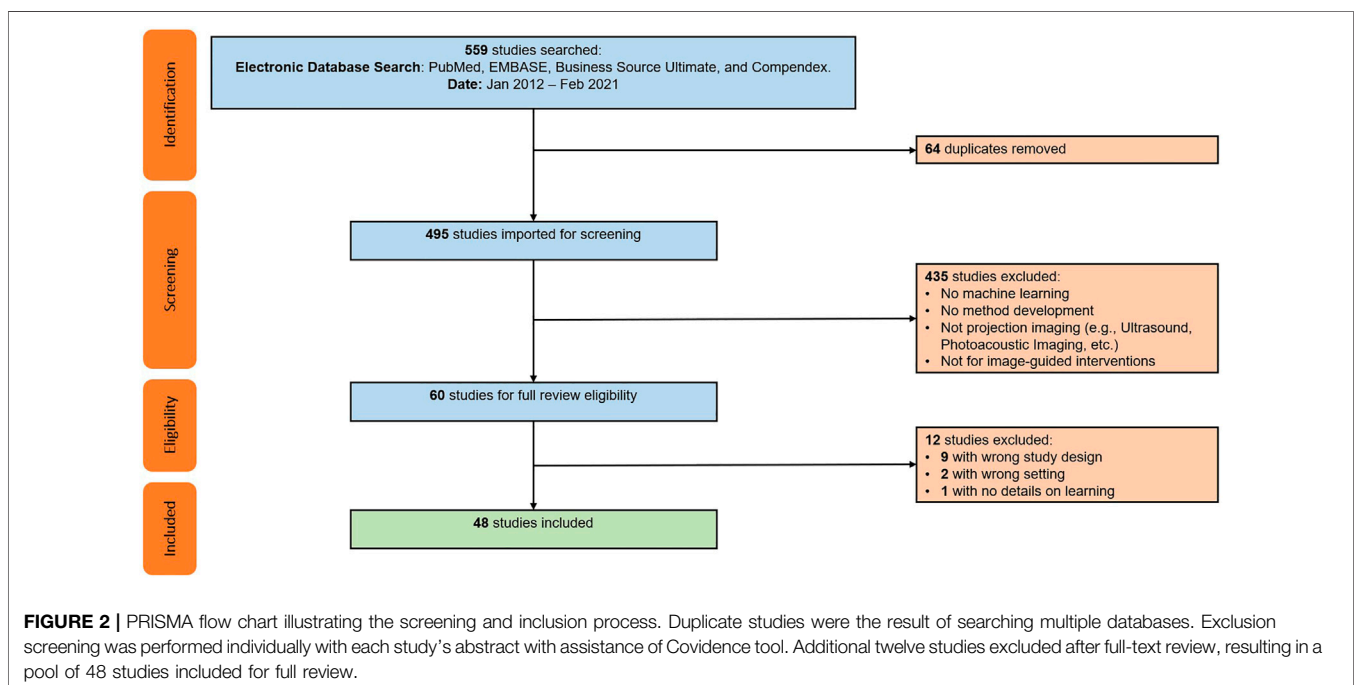 Identification
559 studies searched:
Electronic Database Search: PubMed, EMBASE, Business Source Ultimate, and Compendex.
Date: Jan 2012 – Feb 2021
64 duplicates removed
Screening
495 studies imported for screening
435 studies excluded:
• No machine learning
• No method development
• Not projection imaging (e.g., Ultrasound,
Photoacoustic Imaging, etc.)
• Not for image-guided interventions
Eligibility
60 studies for full review eligibility
12 studies excluded:
• 9 with wrong study design
• 2 with wrong setting
• 1 with no details on learning
Included
48 studies included
FIGURE 2 | PRISMA flow chart illustrating the screening and inclusion process. Duplicate studies were the result of searching multiple databases. Exclusion
screening was performed individually with each study's abstract with assistance of Covidence tool. Additional twelve studies excluded after full-text review, resulting in a
pool of 48 studies included for full review.